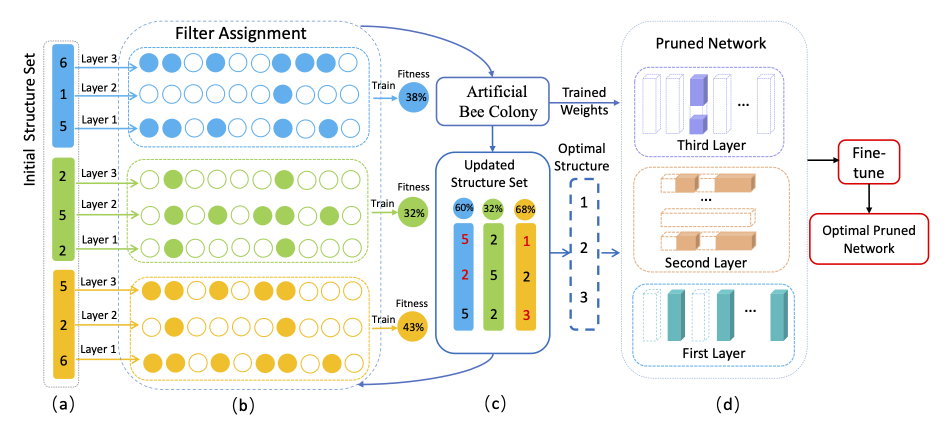 Initial Structure Set
6
1
5
2
5
2
5
2
6
(a)
Filter Assignment
Layer 3
Layer 2
Layer 1
Layer 3
Layer 2
Layer 1
Layer 3
Layer 2
Layer 1
(b)
Train
Fitness
38%
Train
Fitness
32%
Train
Fitness
43%
Artificial
Bee Colony
Updated
Structure Set
60% 32% 68%
5 2 1
2 5 2
5 2 3
(c)
Trained
Weights
Optimal
Structure
1
2
3
Pruned Network
...
Third Layer
...
Second Layer
...
First Layer
(d)
Fine-
tune
Optimal Pruned
Network